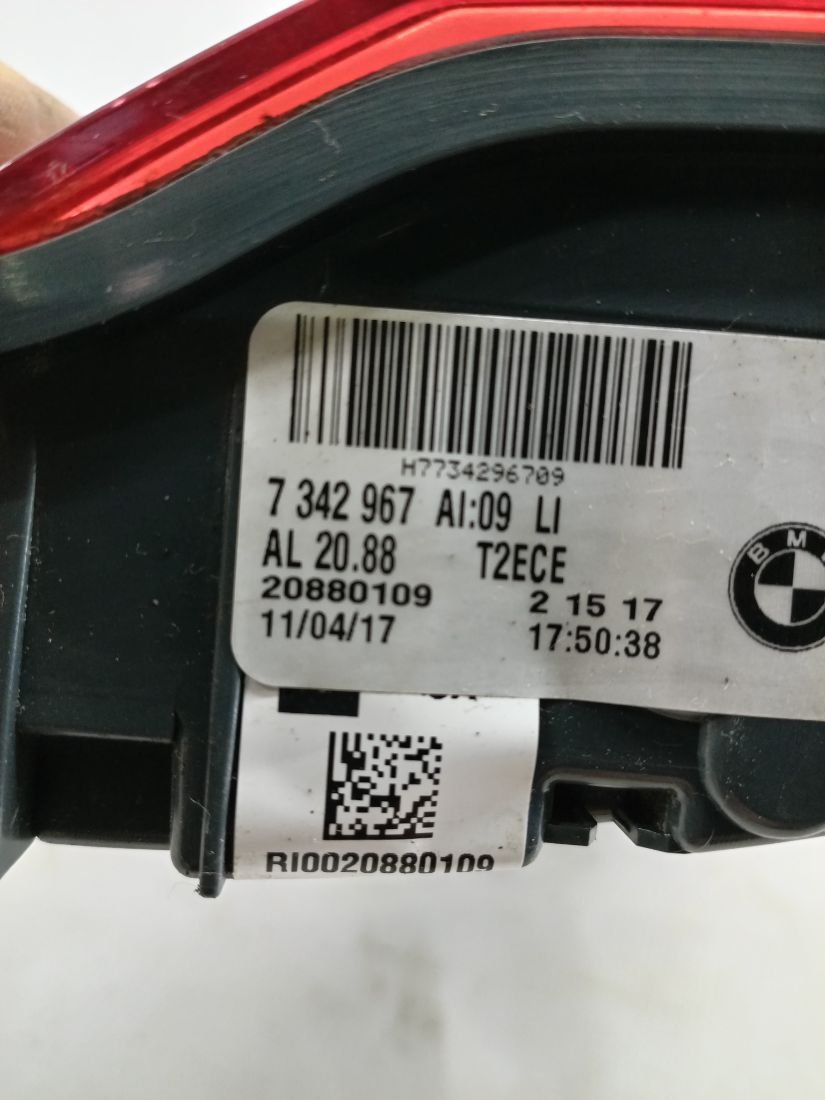 H7734296709
7 342 967 AI:09 LI
AL 20.88 T2ECE
20880109 2 15 17
11/04/17 17:50:38
BM
RI0020880109